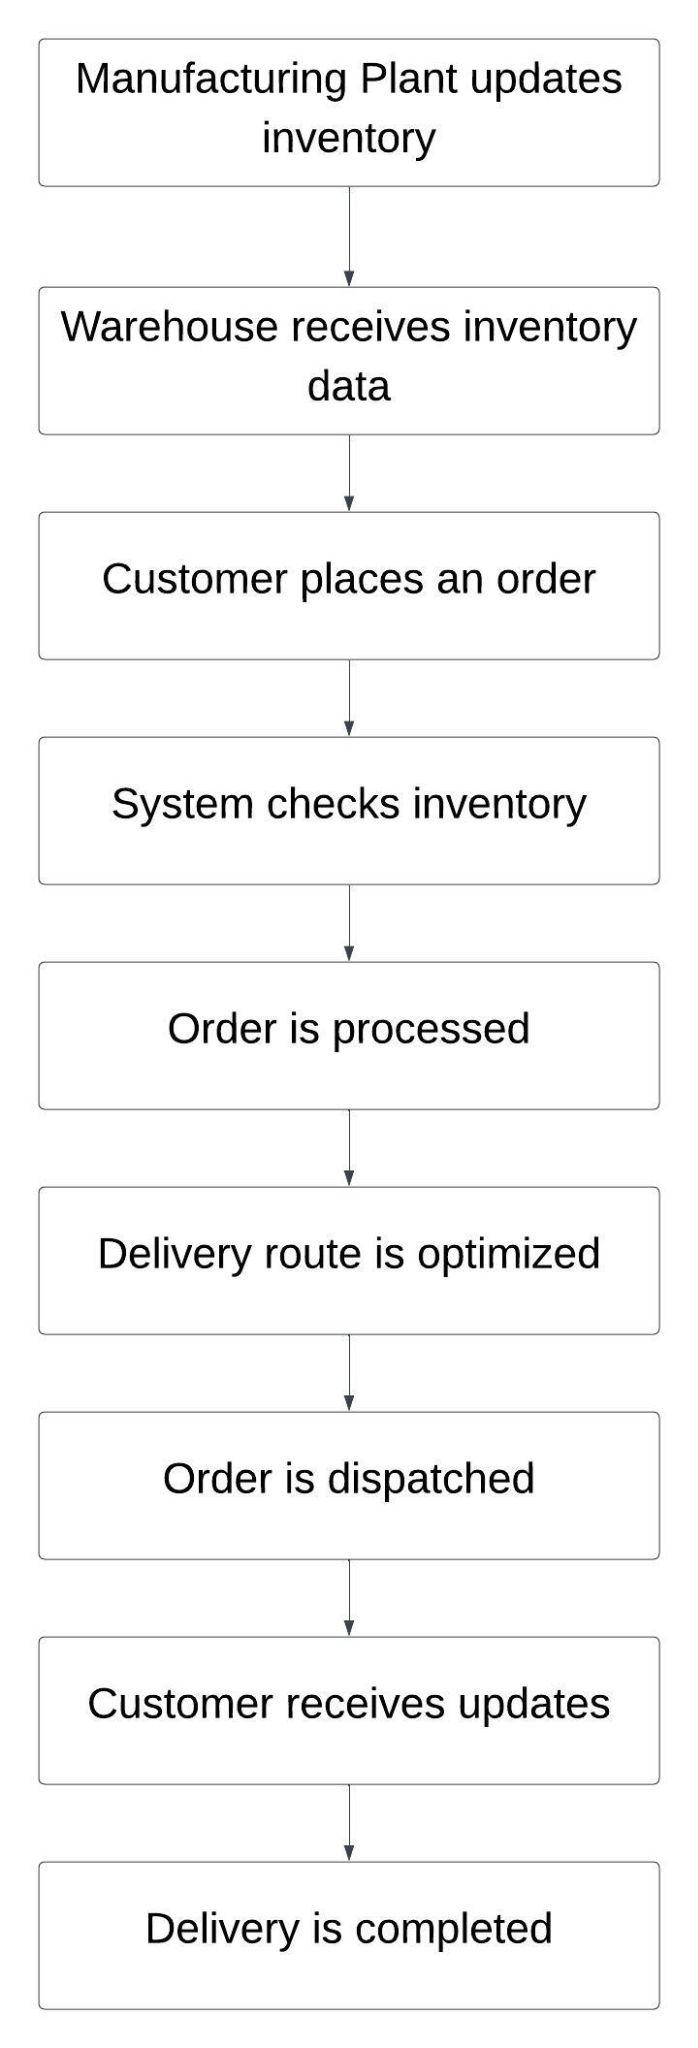 Manufacturing Plant updates
inventory
Warehouse receives inventory
data
Customer places an order
System checks inventory
Order is processed
Delivery route is optimized
Order is dispatched
Customer receives updates
Delivery is completed